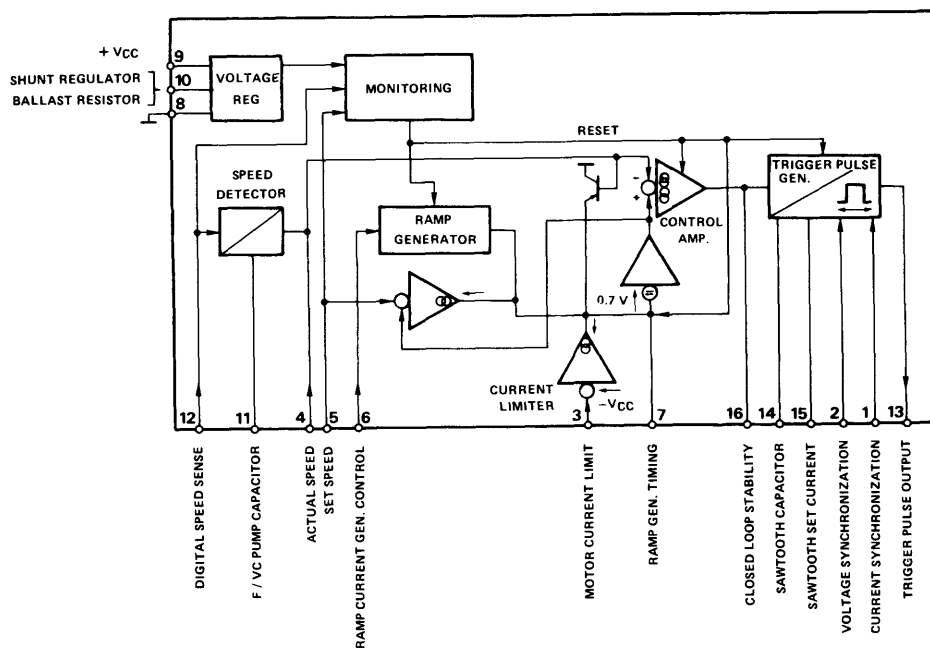 + VCC
9
SHUNT REGULATOR
10
BALLAST RESISTOR
8
VOLTAGE
REG
MONITORING
RESET
SPEED
DETECTOR
RAMP
GENERATOR
-
+
CONTROL
AMP.
TRIGGER PULSE
GEN.
0.7 V
CURRENT
LIMITER
-VCC
12
11
4
5
6
3
7
16
14
15
2
1
13
DIGITAL SPEED SENSE
F / VC PUMP CAPACITOR
ACTUAL SPEED
SET SPEED
RAMP CURRENT GEN. CONTROL
MOTOR CURRENT LIMIT
RAMP GEN. TIMING
CLOSED LOOP STABILITY
SAWTOOTH CAPACITOR
SAWTOOTH SET CURRENT
VOLTAGE SYNCHRONIZATION
CURRENT SYNCHRONIZATION
TRIGGER PULSE OUTPUT